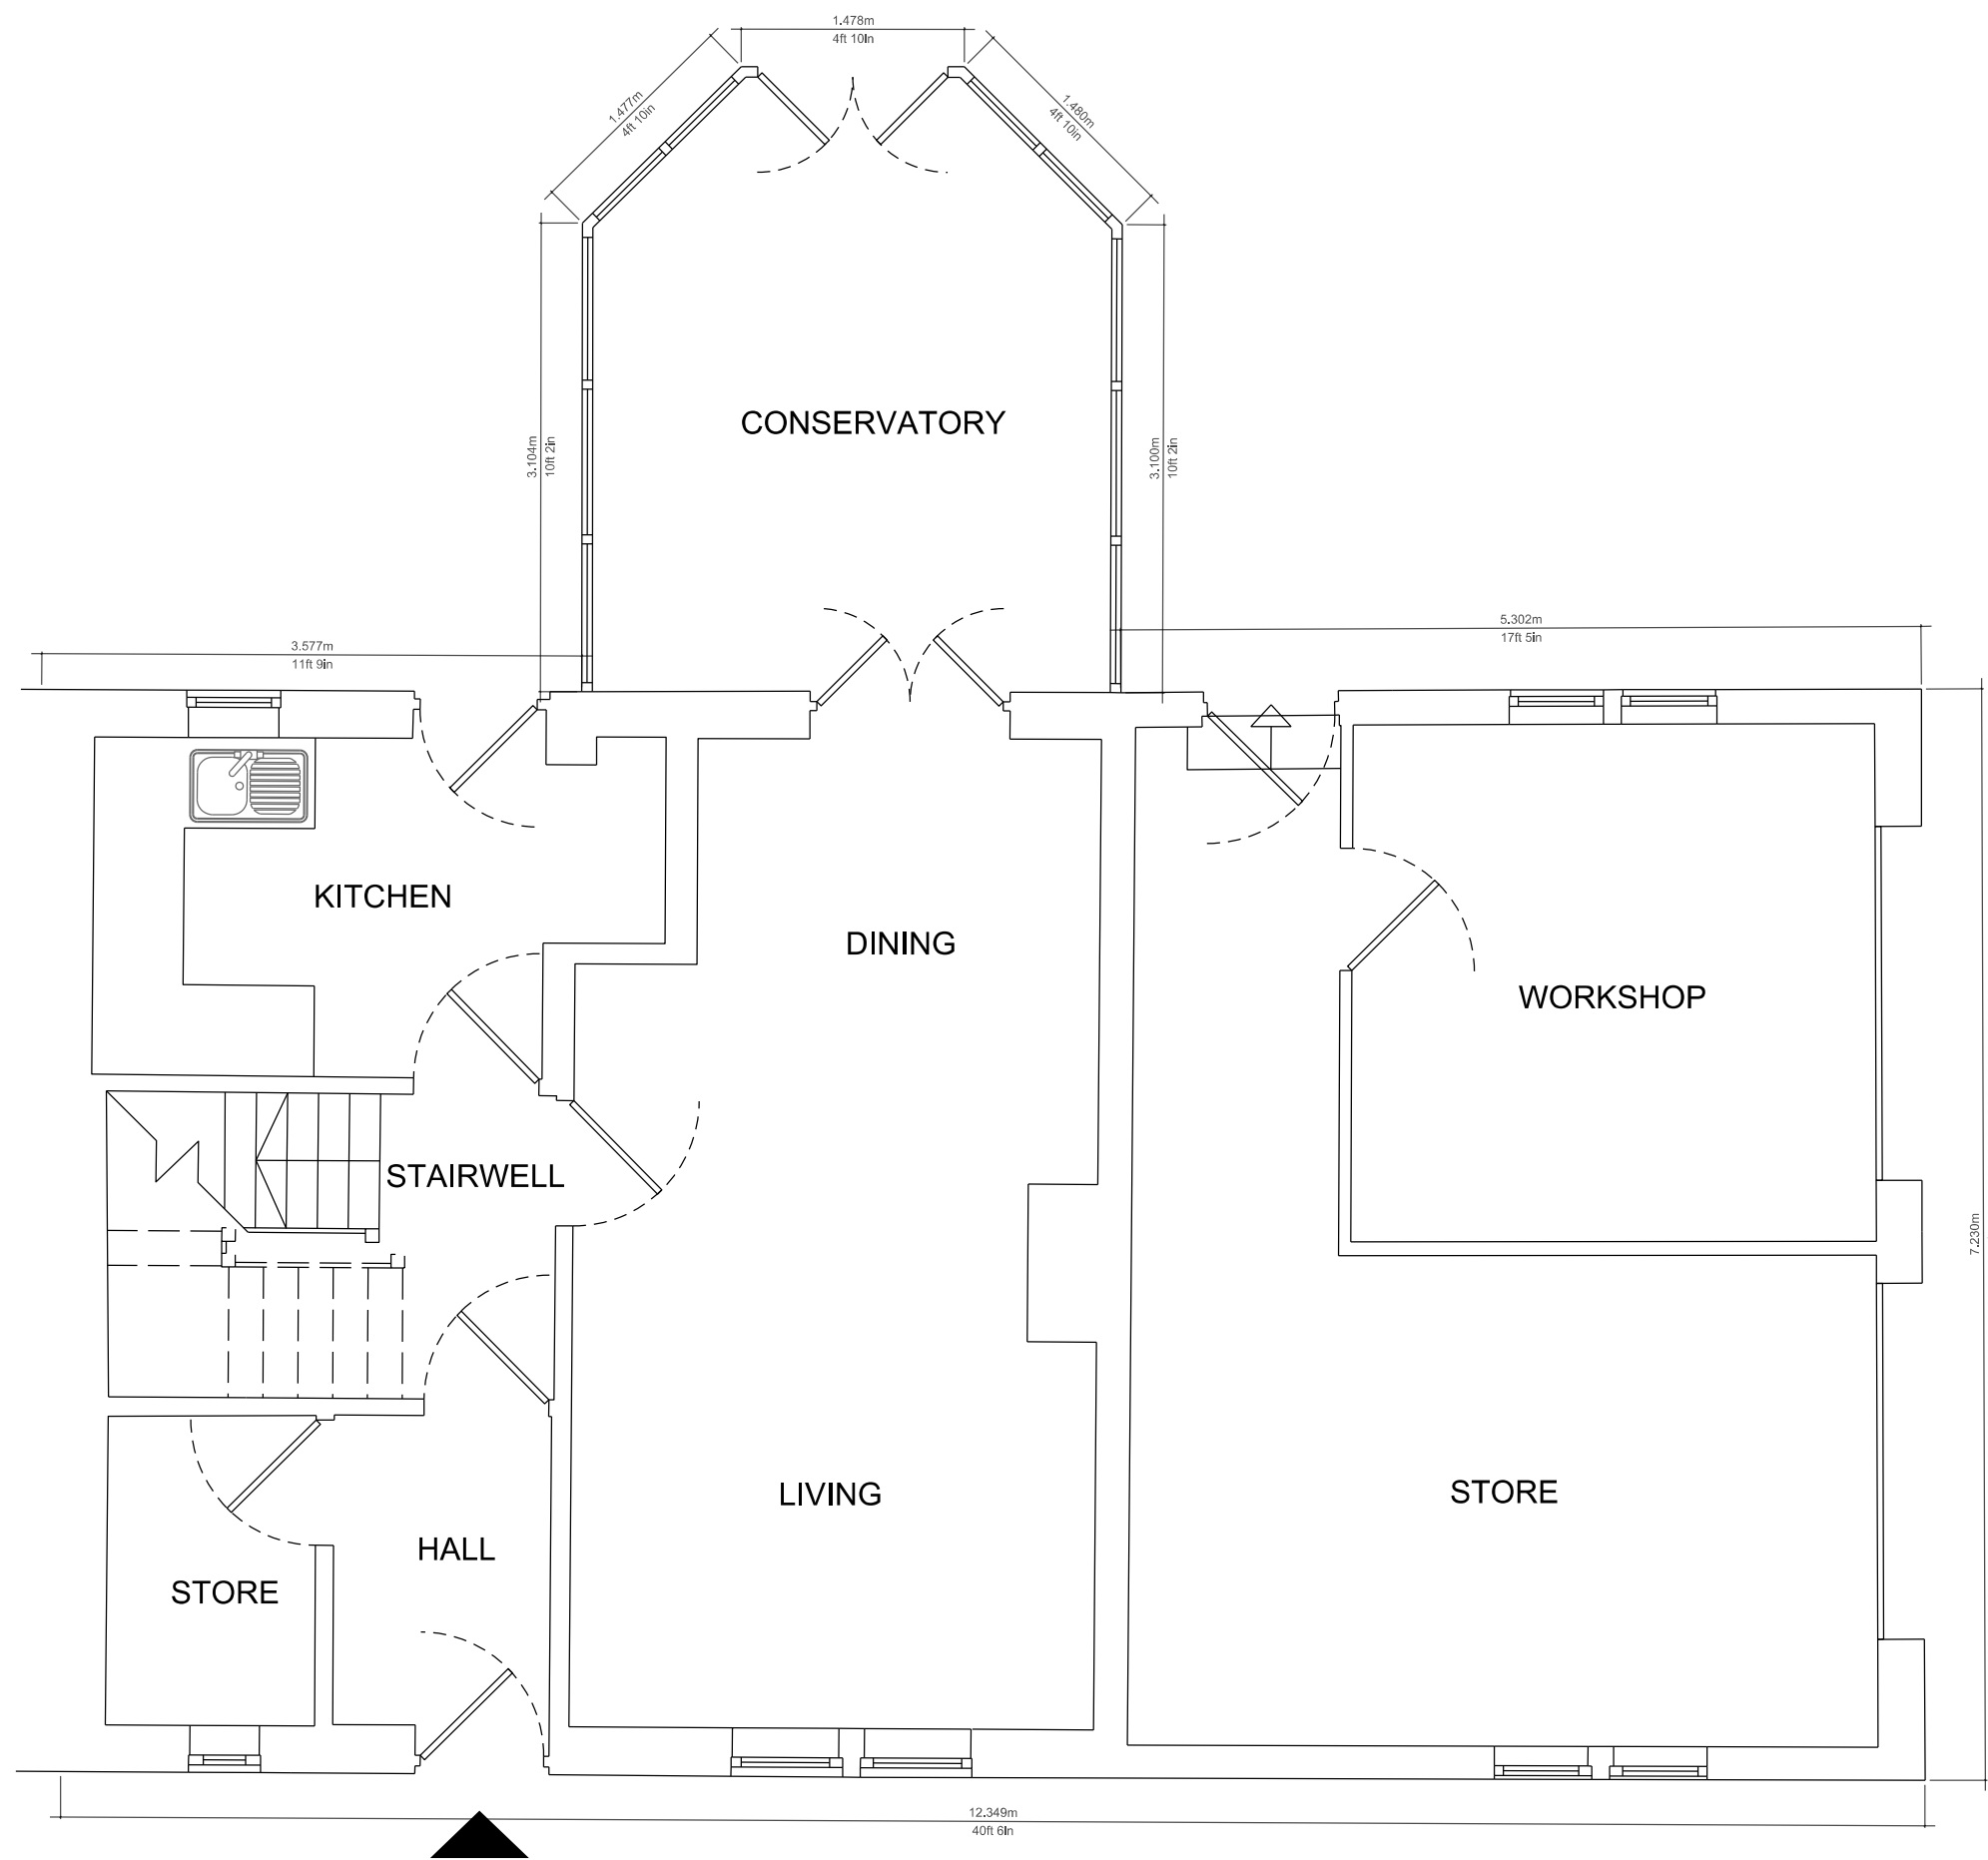 1.478m
4ft 10in
1.477m
4ft 10in
1.480m
4ft 10in
CONSERVATORY
3.104m
10ft 2in
3.100m
10ft 2in
5.302m
17ft 5in
3.577m
11ft 9in
KITCHEN
DINING
WORKSHOP
STAIRWELL
7.230m
LIVING
STORE
HALL
STORE
12.349m
40ft 6in